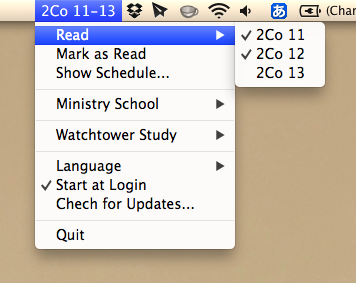 2Co 11-13 あ (Char
Read
Mark as Read
Show Schedule...
Ministry School
Watchtower Study
Language
Start at Login
Chech for Updates...
Quit
2Co 11
2Co 12
2Co 13